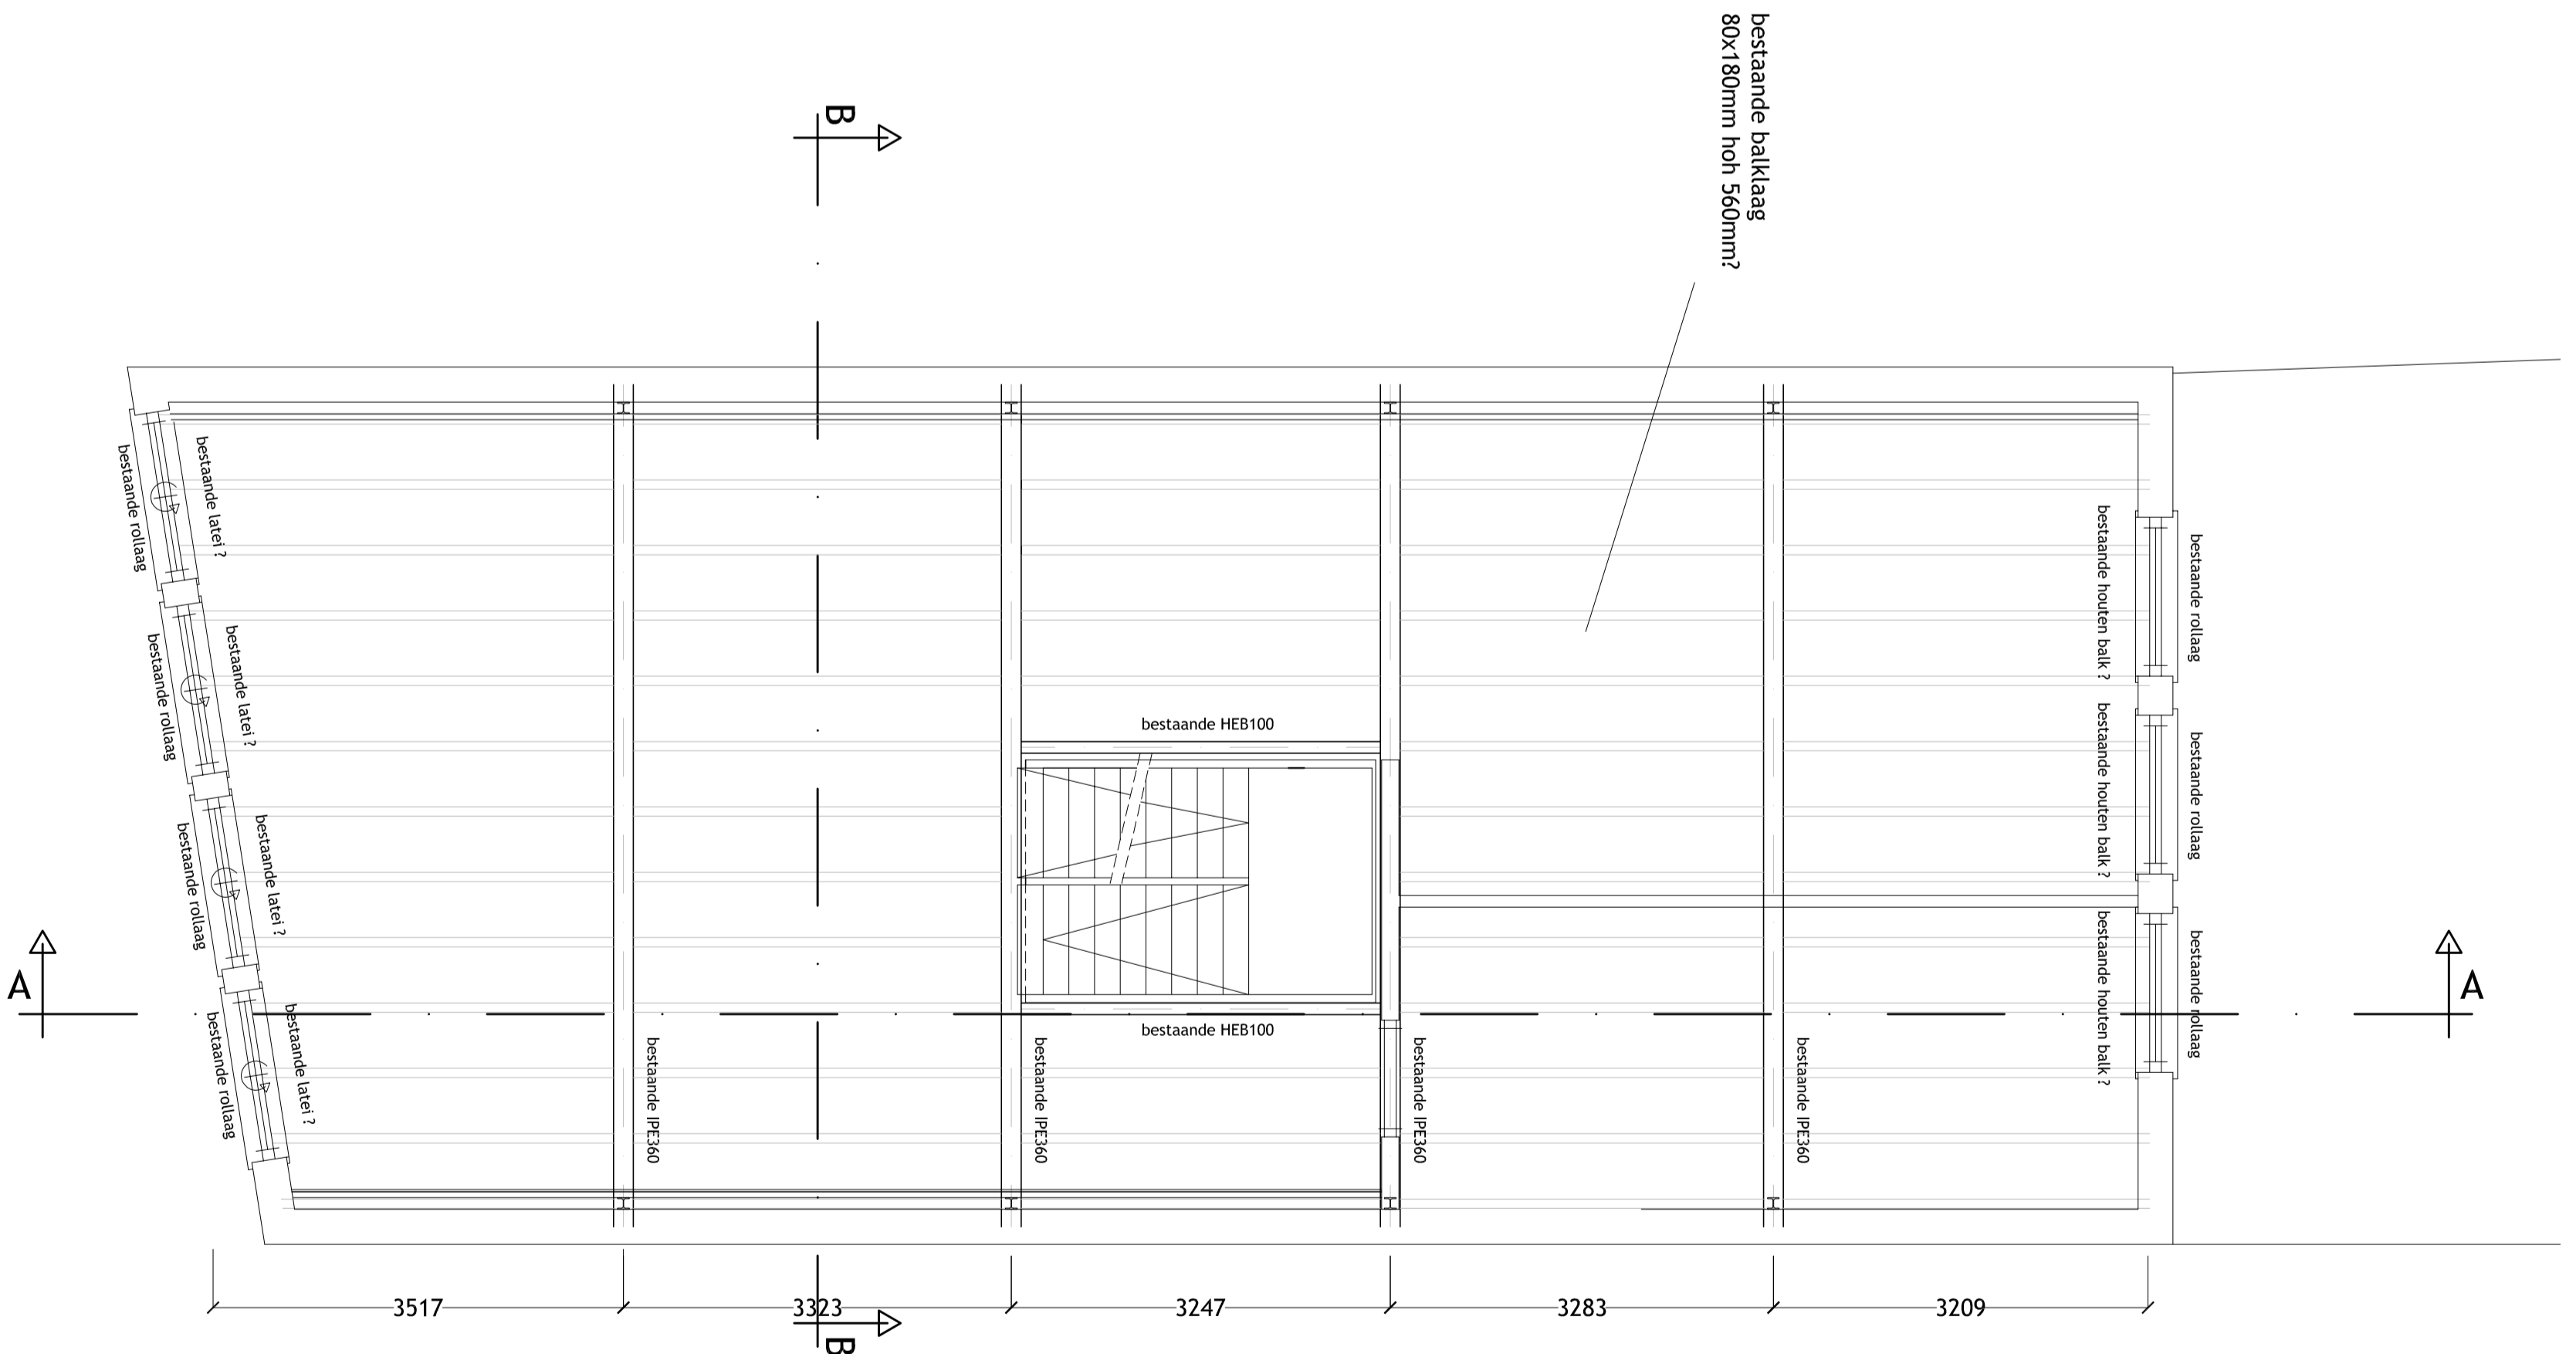 bestaande balklaag
80x180mm hoh 560mm?
B
bestaande latei ?
bestaande rollaag
bestaande latei ?
bestaande rollaag
bestaande latei ?
bestaande rollaag
bestaande latei ?
bestaande rollaag
bestaande houten balk ?
bestaande rollaag
bestaande houten balk ?
bestaande rollaag
bestaande houten balk ?
bestaande rollaag
bestaande HEB100
bestaande HEB100
A
A
bestaande IPE360
bestaande IPE360
bestaande IPE360
bestaande IPE360
3517
3323
3247
3283
3209
B